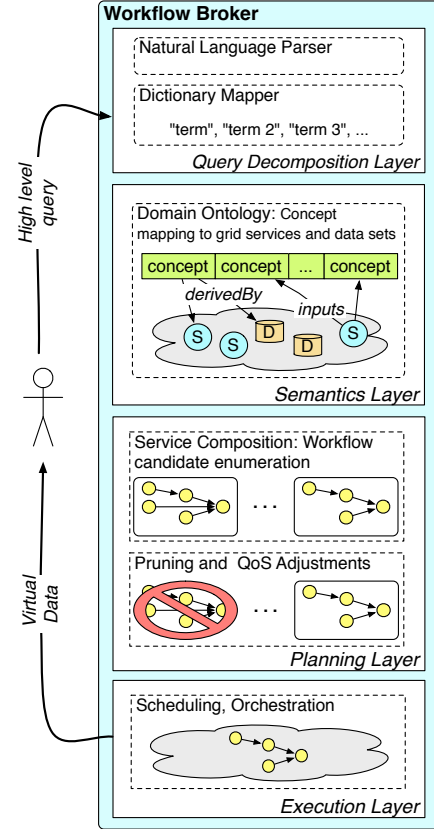 Workflow Broker
Natural Language Parser
Dictionary Mapper
"term", "term 2", "term 3", ...
Query Decomposition Layer
High level
query
Domain Ontology: Concept
mapping to grid services and data sets
concept concept ... concept
derivedBy inputs
S S D D S
Semantics Layer
Service Composition: Workflow
candidate enumeration
. . .
Pruning and QoS Adjustments
. . .
Planning Layer
Virtual
Data
Scheduling, Orchestration
Execution Layer